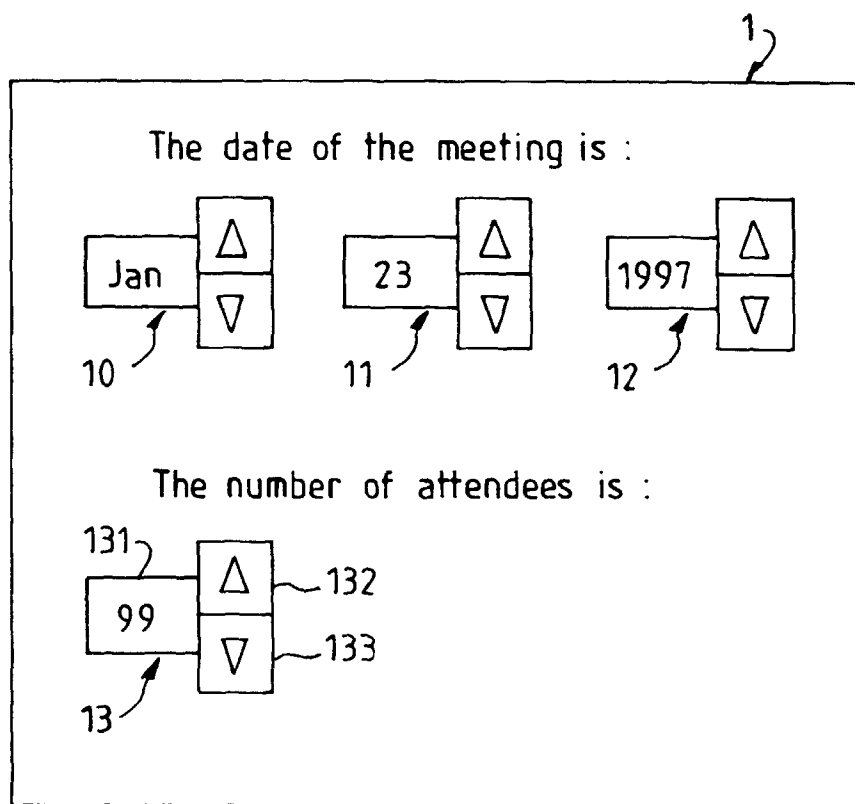 1
The date of the meeting is :
Jan 23 1997
10 11 12
The number of attendees is :
131
132
99
133
13